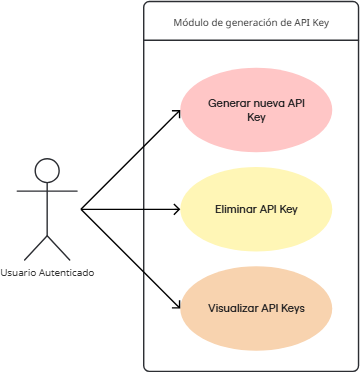 Módulo de generación de API Key
Generar nueva API
Key
Eliminar API Key
Usuario Autenticado
Visualizar API Keys